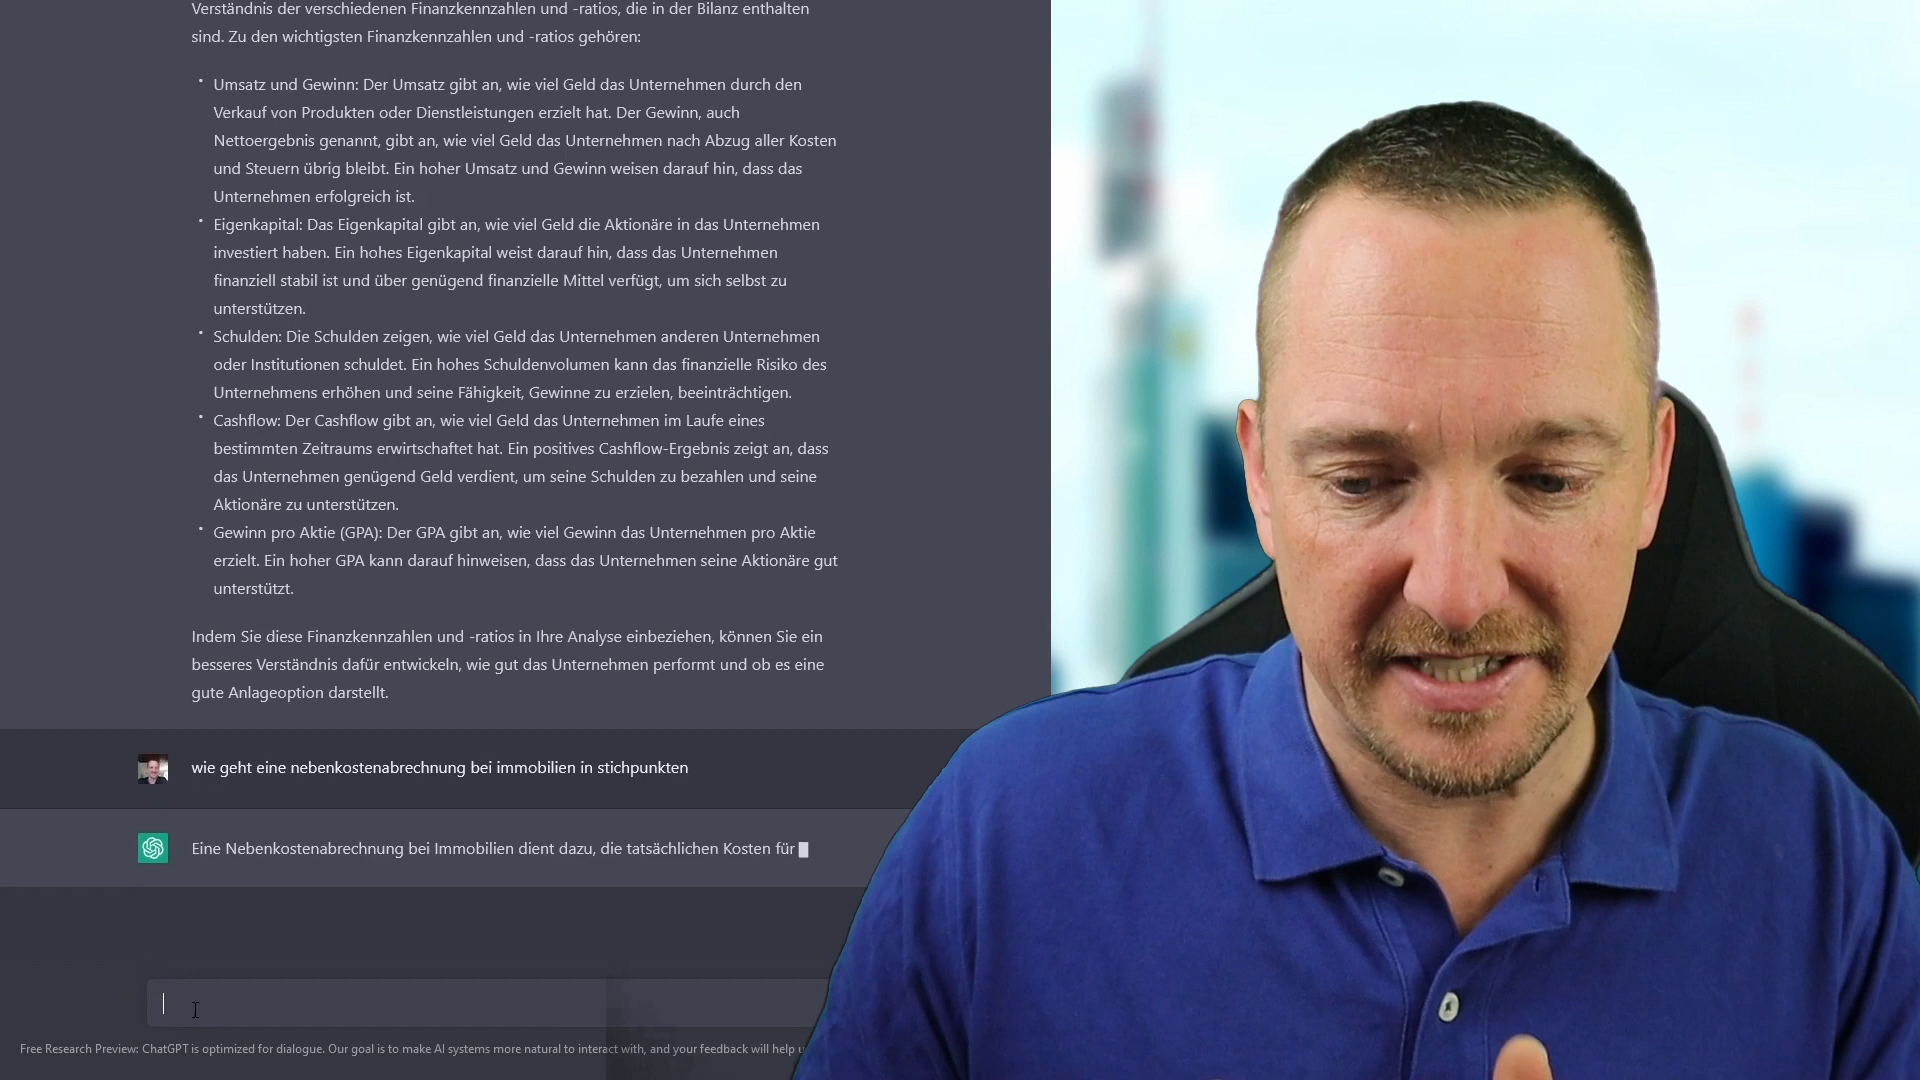 Verständnis der verschiedenen Finanzkennzahlen und -ratios, die in der Bilanz enthalten
sind. Zu den wichtigsten Finanzkennzahlen und -ratios gehören:
• Umsatz und Gewinn: Der Umsatz gibt an, wie viel Geld das Unternehmen durch den
Verkauf von Produkten oder Dienstleistungen erzielt hat. Der Gewinn, auch
Nettoergebnis genannt, gibt an, wie viel Geld das Unternehmen nach Abzug aller Kosten
und Steuern übrig bleibt. Ein hoher Umsatz und Gewinn weisen darauf hin, dass das
Unternehmen erfolgreich ist.
• Eigenkapital: Das Eigenkapital gibt an, wie viel Geld die Aktionäre in das Unternehmen
investiert haben. Ein hohes Eigenkapital weist darauf hin, dass das Unternehmen
finanziell stabil ist und über genügend finanzielle Mittel verfügt, um sich selbst zu
unterstützen.
• Schulden: Die Schulden zeigen, wie viel Geld das Unternehmen anderen Unternehmen
oder Institutionen schuldet. Ein hohes Schuldenvolumen kann das finanzielle Risiko des
Unternehmens erhöhen und seine Fähigkeit, Gewinne zu erzielen, beeinträchtigen.
• Cashflow: Der Cashflow gibt an, wie viel Geld das Unternehmen im Laufe eines
bestimmten Zeitraums erwirtschaftet hat. Ein positives Cashflow-Ergebnis zeigt an, dass
das Unternehmen genügend Geld verdient, um seine Schulden zu bezahlen und seine
Aktionäre zu unterstützen.
• Gewinn pro Aktie (GPA): Der GPA gibt an, wie viel Gewinn das Unternehmen pro Aktie
erzielt. Ein hoher GPA kann darauf hinweisen, dass das Unternehmen seine Aktionäre gut
unterstützt.
Indem Sie diese Finanzkennzahlen und -ratios in Ihre Analyse einbeziehen, können Sie ein
besseres Verständnis dafür entwickeln, wie gut das Unternehmen performt und ob es eine
gute Anlageoption darstellt.
wie geht eine nebenkostenabrechnung bei immobilien in stichpunkten
Eine Nebenkostenabrechnung bei Immobilien dient dazu, die tatsächlichen Kosten für
Free Research Preview: ChatGPT is optimized for dialogue. Our goal is to make AI systems more natural to interact with, and your feedback will help